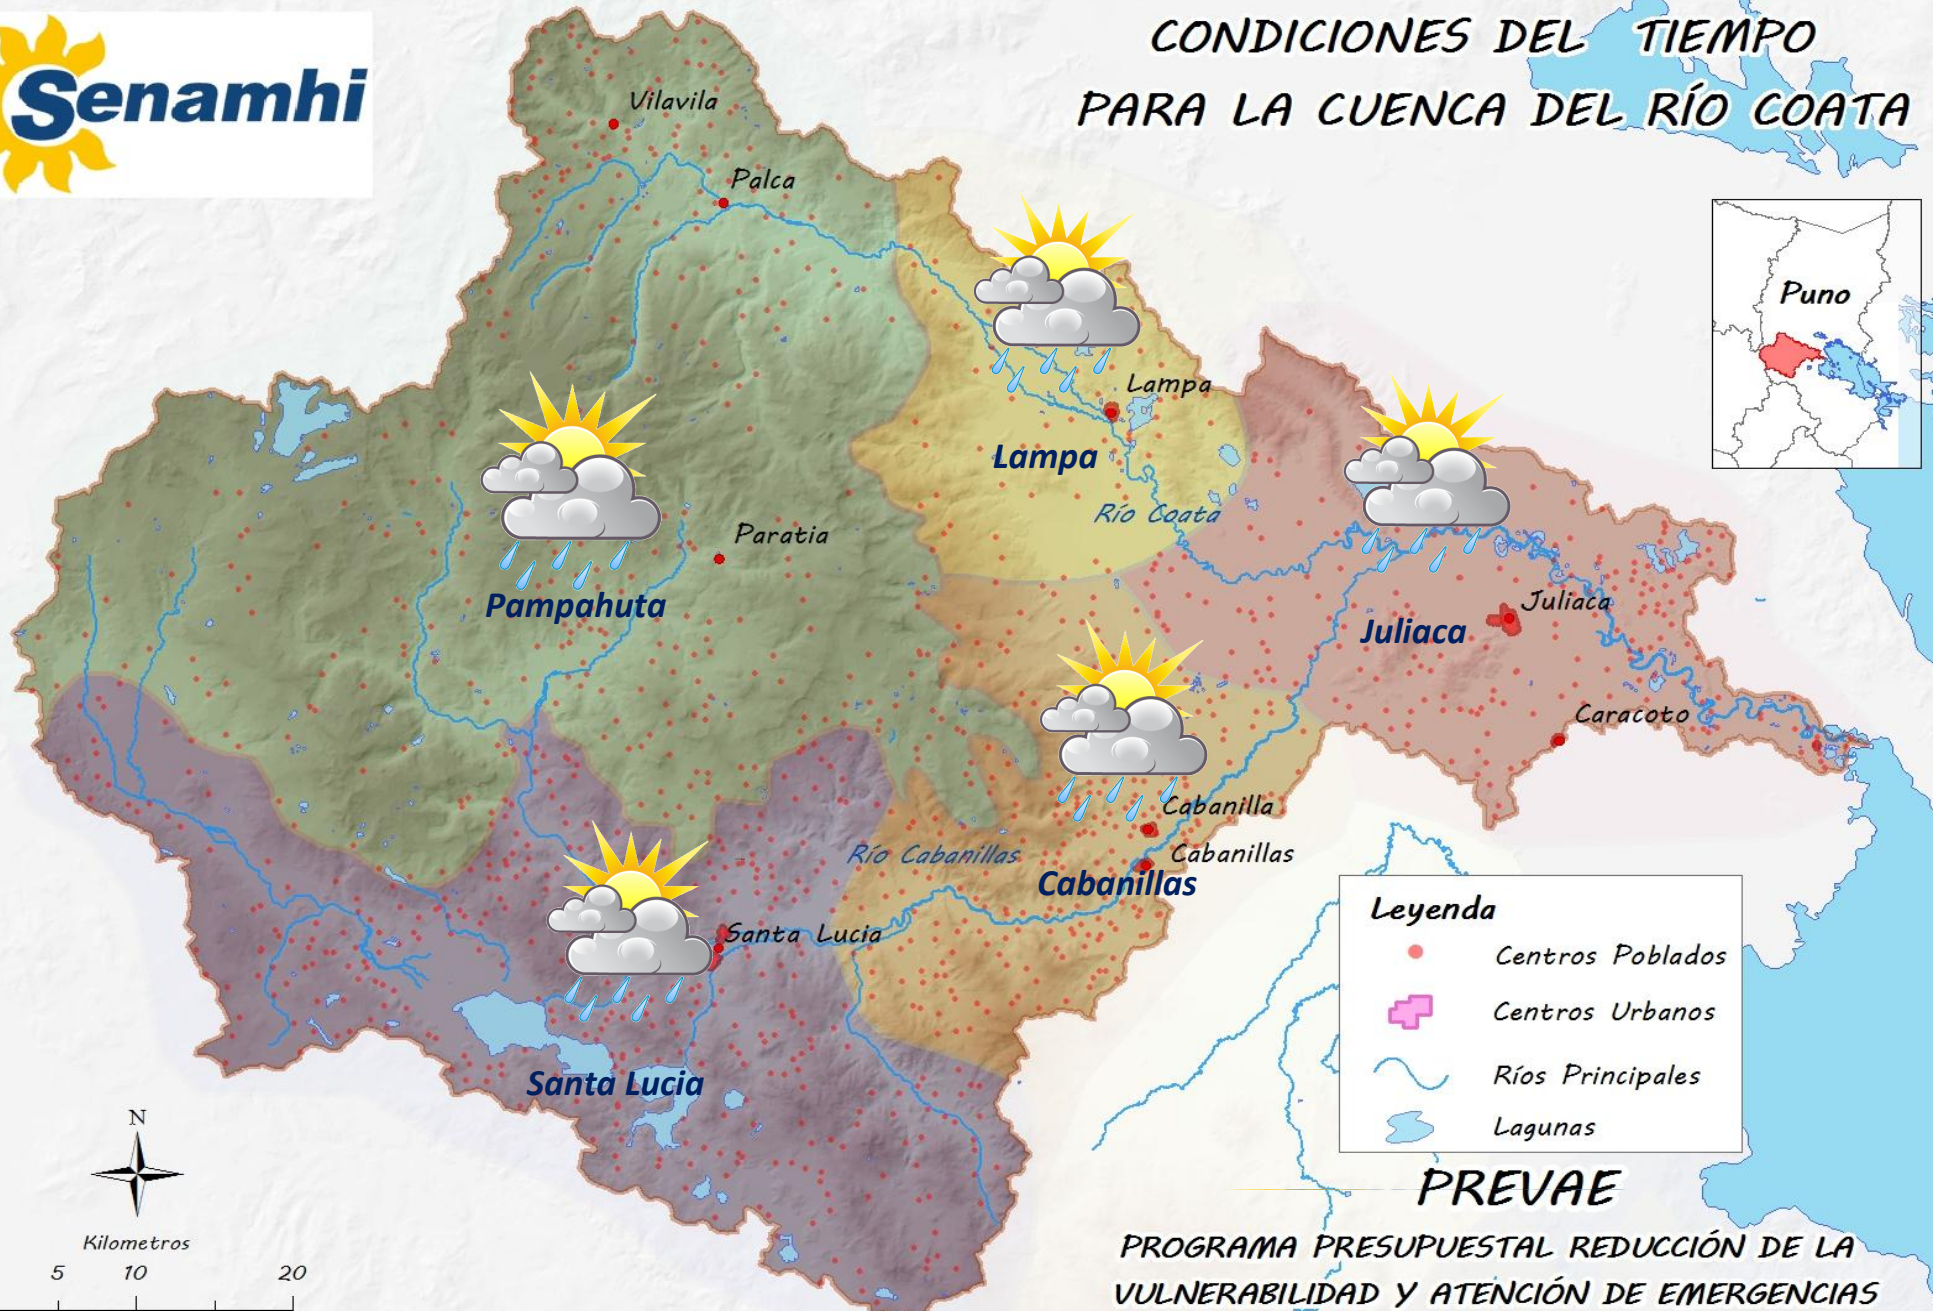 Senamhi
CONDICIONES DEL TIEMPO
PARA LA CUENCA DEL RÍO COATA
Vilavila
Palca
Puno
Lampa
Lampa
Río Coata
Paratia
Pampahuta
Juliaca
Juliaca
Caracoto
Cabanilla
Río Cabanillas
Cabanillas
Cabanillas
Santa Lucia
Santa Lucia
Leyenda
Centros Poblados
Centros Urbanos
Ríos Principales
Lagunas
N
Kilometros
5 10 20
PREVAE
PROGRAMA PRESUPUESTAL REDUCCIÓN DE LA
VULNERABILIDAD Y ATENCIÓN DE EMERGENCIAS